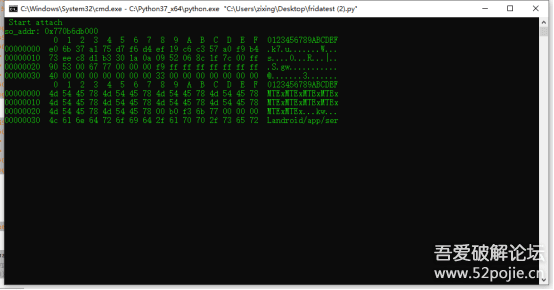 C:\Windows\System32\cmd.exe - C:\Python37_x64\python.exe "C:\Users\zixing\Desktop\fridatest (2).py"
Start attach
so_addr: 0x770b6db000
0 1 2 3 4 5 6 7 8 9 A B C D E F 0123456789ABCDEF
00000000 e0 6b 37 a1 75 d7 f6 d4 ef 19 c6 c3 57 a8 f9 b4 .k7.u.......W...
00000010 73 ee c8 d1 b3 30 1a 0a 09 52 06 8c 1f 7c 00 ff s....0...R...|..
00000020 90 53 00 67 77 00 00 00 f9 ff ff ff ff ff ff ff .S.gw...........
00000030 40 00 00 00 00 00 00 00 33 00 00 00 00 00 00 00 @.......3.......
0 1 2 3 4 5 6 7 8 9 A B C D E F 0123456789ABCDEF
00000000 4d 54 45 78 4d 54 45 78 4d 54 45 78 4d 54 45 78 MTExMTExMTExMTEx
00000010 4d 54 45 78 4d 54 45 78 4d 54 45 78 4d 54 45 78 MTExMTExMTExMTEx
00000020 4d 54 45 78 4d 54 45 78 00 b0 f3 6b 77 00 00 00 MTExMTEx...kw...
00000030 4c 61 6e 64 72 6f 69 64 2f 61 70 70 2f 73 65 72 Landroid/app/ser
吾爱破解论坛
www.52pojie.cn